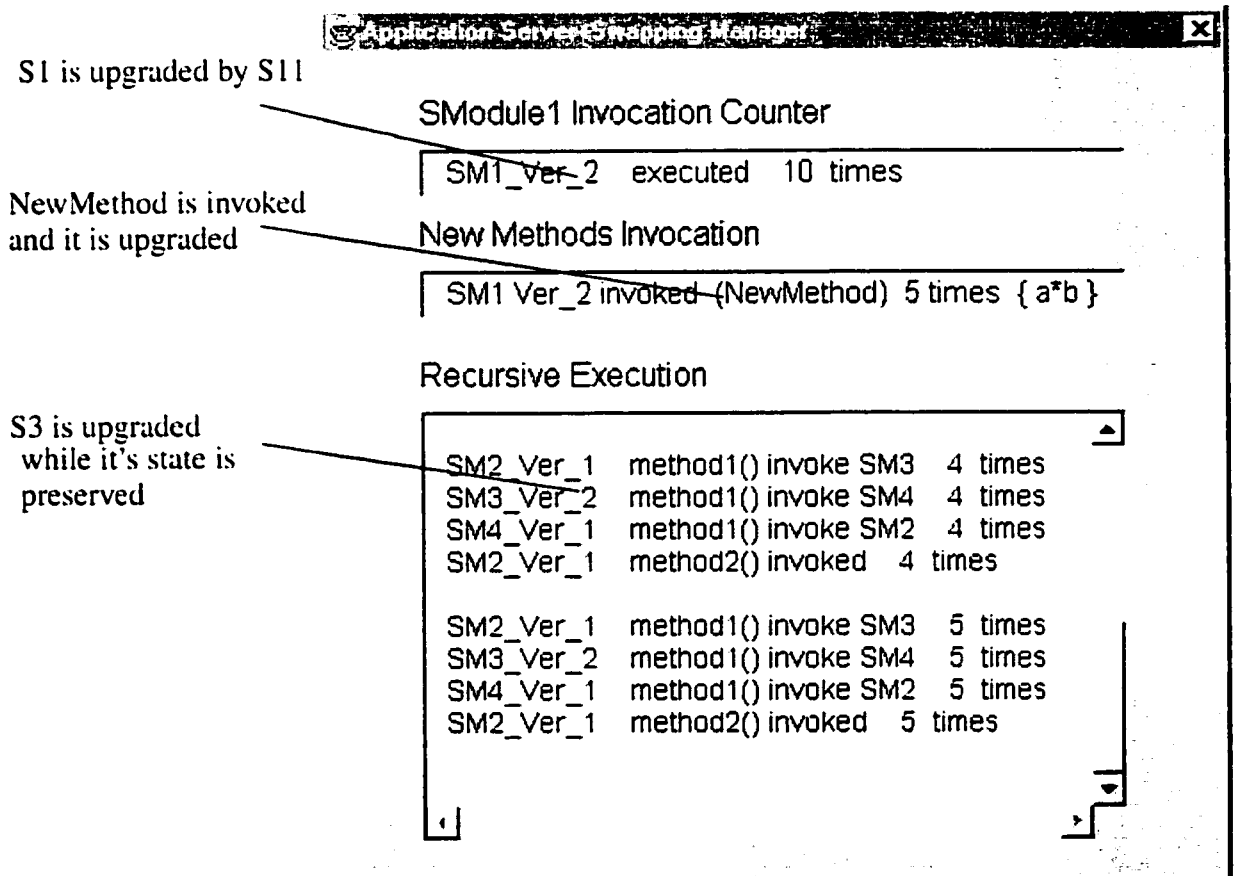 Application Server: Swapping Manager
S1 is upgraded by S11
SModule1 Invocation Counter
SM1_Ver_2 executed 10 times
NewMethod is invoked
and it is upgraded
New Methods Invocation
SM1 Ver_2 invoked (NewMethod) 5 times { a*b }
Recursive Execution
S3 is upgraded
while it's state is
preserved
SM2_Ver_1 method1() invoke SM3 4 times
SM3_Ver_2 method1() invoke SM4 4 times
SM4_Ver_1 method1() invoke SM2 4 times
SM2_Ver_1 method2() invoked 4 times
SM2_Ver_1 method1() invoke SM3 5 times
SM3_Ver_2 method1() invoke SM4 5 times
SM4_Ver_1 method1() invoke SM2 5 times
SM2_Ver_1 method2() invoked 5 times